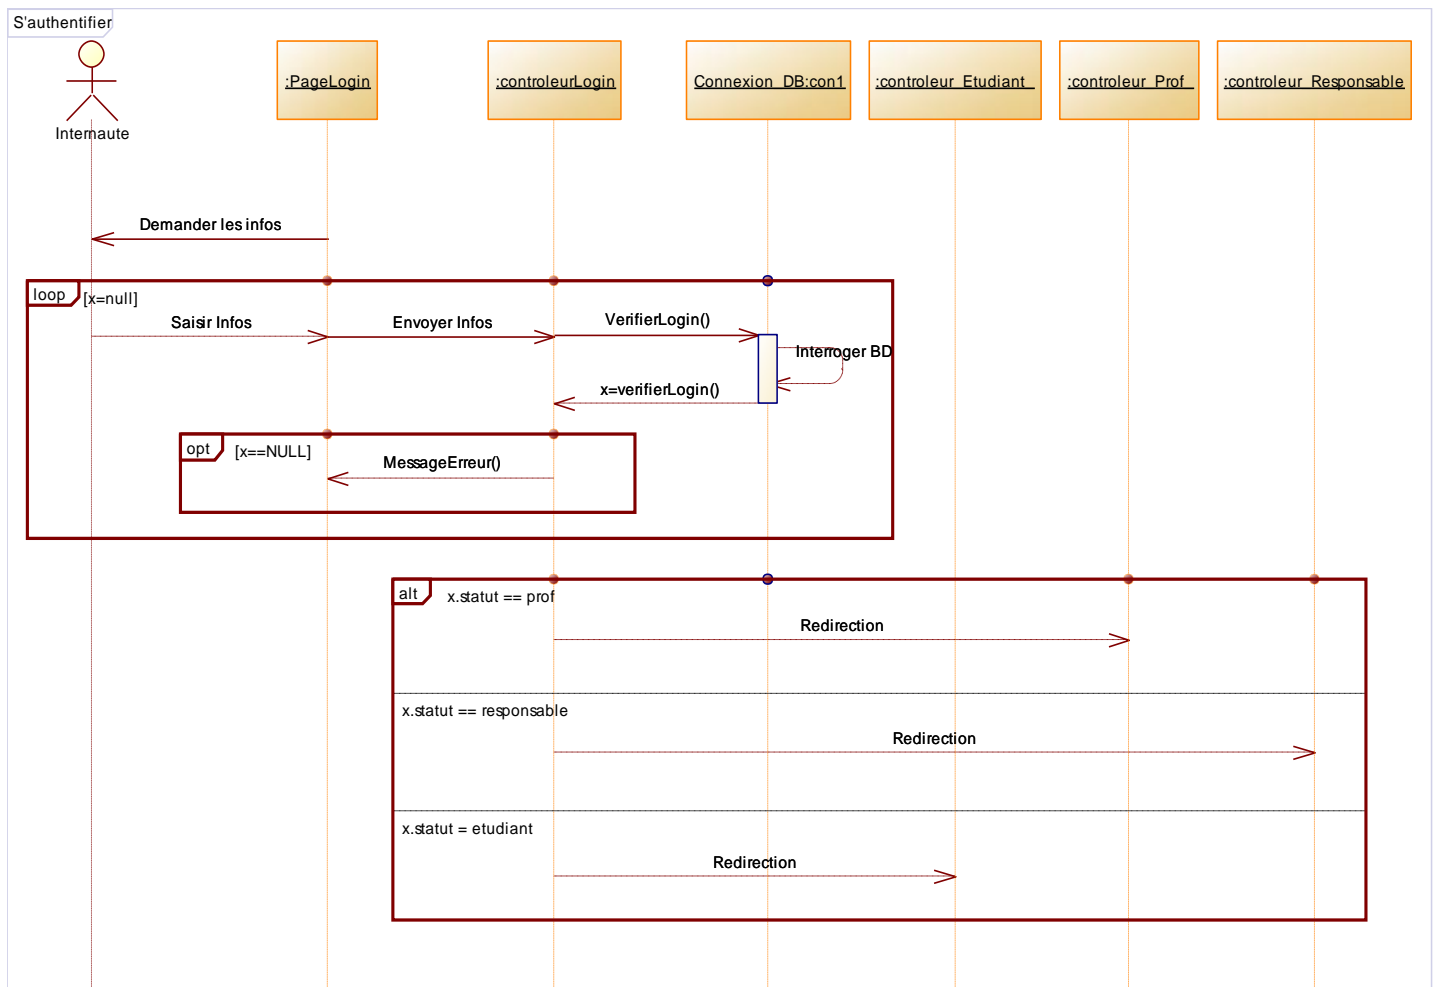 S'authentifier
:PageLogin
:controleurLogin
Connexion_DB:con1
:controleur_Etudiant_
:controleur_Prof_
:controleur_Responsable
Internaute
Demander les infos
loop
[x=null]
Saisir Infos
Envoyer Infos
VerifierLogin()
Interroger BD
x=verifierLogin()
opt
[x==NULL]
MessageErreur()
alt
x.statut == prof
Redirection
x.statut == responsable
Redirection
x.statut = etudiant
Redirection